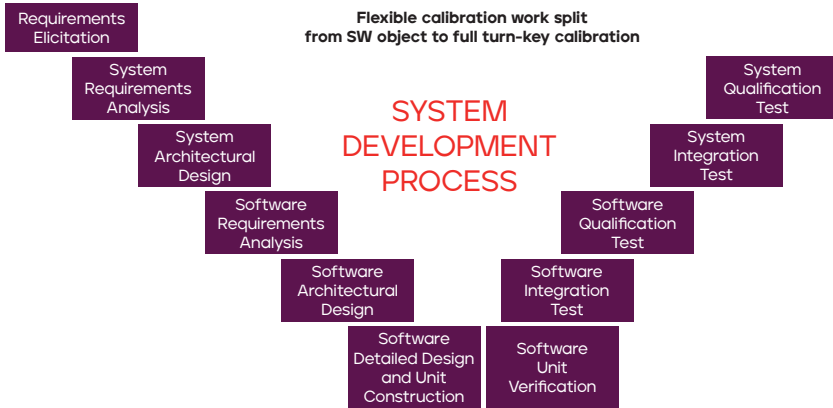 Requirements
Elicitation
Flexible calibration work split
from SW object to full turn-key calibration
System
Requirements
Analysis
System
Qualification
Test
SYSTEM
DEVELOPMENT
PROCESS
System
Architectural
Design
System
Integration
Test
Software
Requirements
Analysis
Software
Qualification
Test
Software
Architectural
Design
Software
Integration
Test
Software
Detailed Design
and Unit
Construction
Software
Unit
Verification